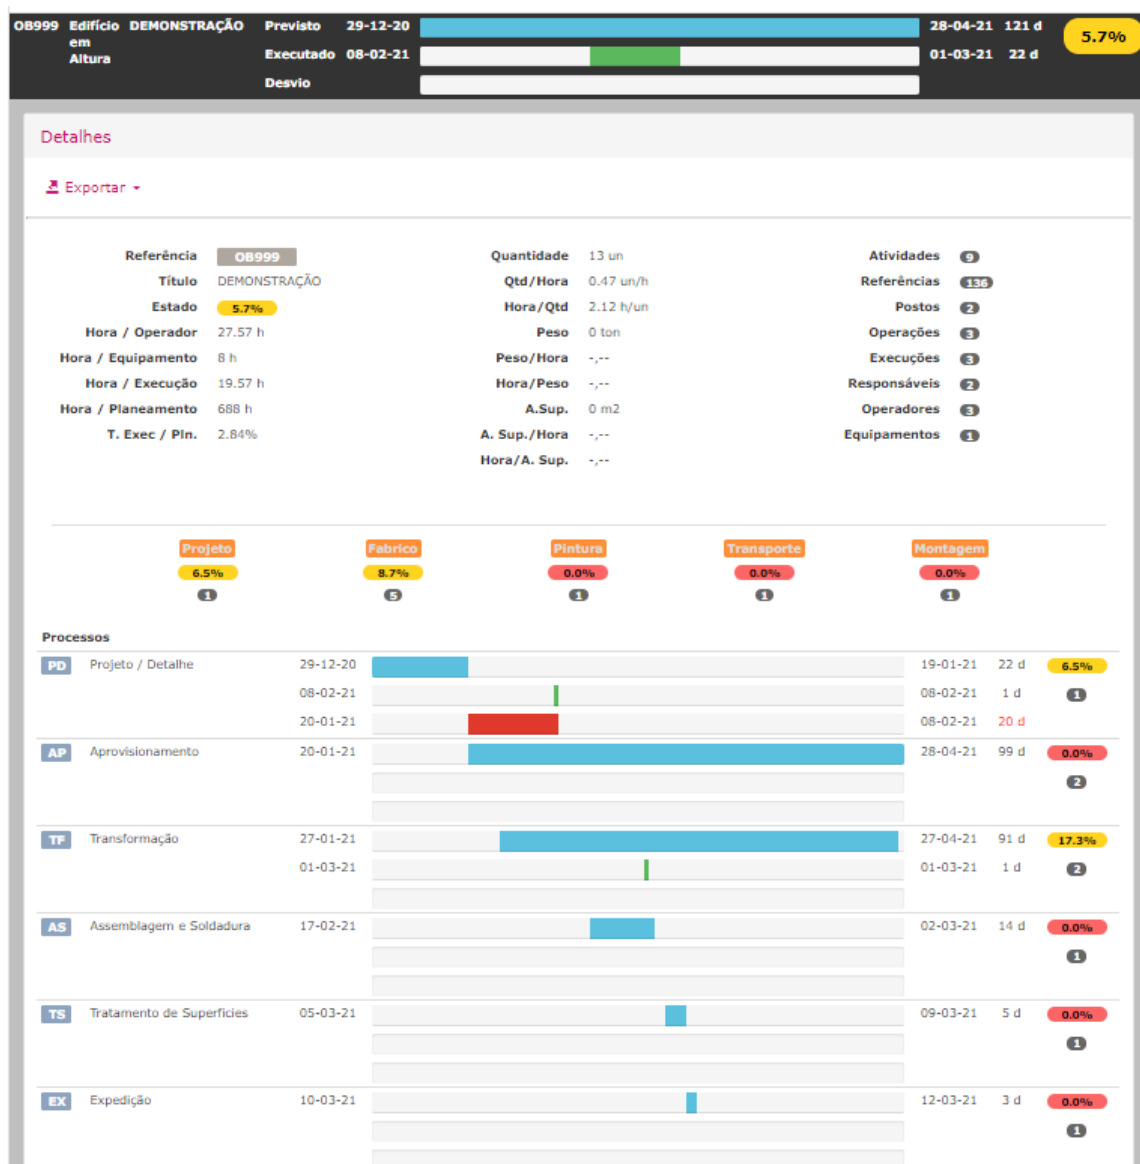 OB999 Edifício DEMONSTRAÇÃO Previsto 29-12-20 28-04-21 121 d
em
Altura
5.7%
Executado 08-02-21 01-03-21 22 d
Desvio
Detalhes
Exportar
Referência OB999 Quantidade 13 un Atividades 9
Título DEMONSTRAÇÃO Qtd/Hora 0.47 un/h Referências 136
Estado 5.7% Hora/Qtd 2.12 h/un Postos 2
Hora / Operador 27.57 h Peso 0 ton Operações 3
Hora / Equipamento 8 h Peso/Hora -,-- Execuções 3
Hora / Execução 19.57 h Hora/Peso -,-- Responsáveis 2
Hora / Planeamento 688 h A.Sup. 0 m2 Operadores 3
T. Exec / Pln. 2.84% A. Sup./Hora -,-- Equipamentos 1
Hora/A. Sup. -,--
Projeto Fabrico Pintura Transporte Montagem
6.5% 8.7% 0.0% 0.0% 0.0%
1 5 1 1 1
Processos
PD Projeto / Detalhe 29-12-20 19-01-21 22 d 6.5%
08-02-21 08-02-21 1 d 1
20-01-21 08-02-21 20 d
AP Aprovisionamento 20-01-21 28-04-21 99 d 0.0%
2
TF Transformação 27-01-21 27-04-21 91 d 17.3%
01-03-21 01-03-21 1 d 2
AS Assemblagem e Soldadura 17-02-21 02-03-21 14 d 0.0%
1
TS Tratamento de Superfícies 05-03-21 09-03-21 5 d 0.0%
1
EX Expedição 10-03-21 12-03-21 3 d 0.0%
1